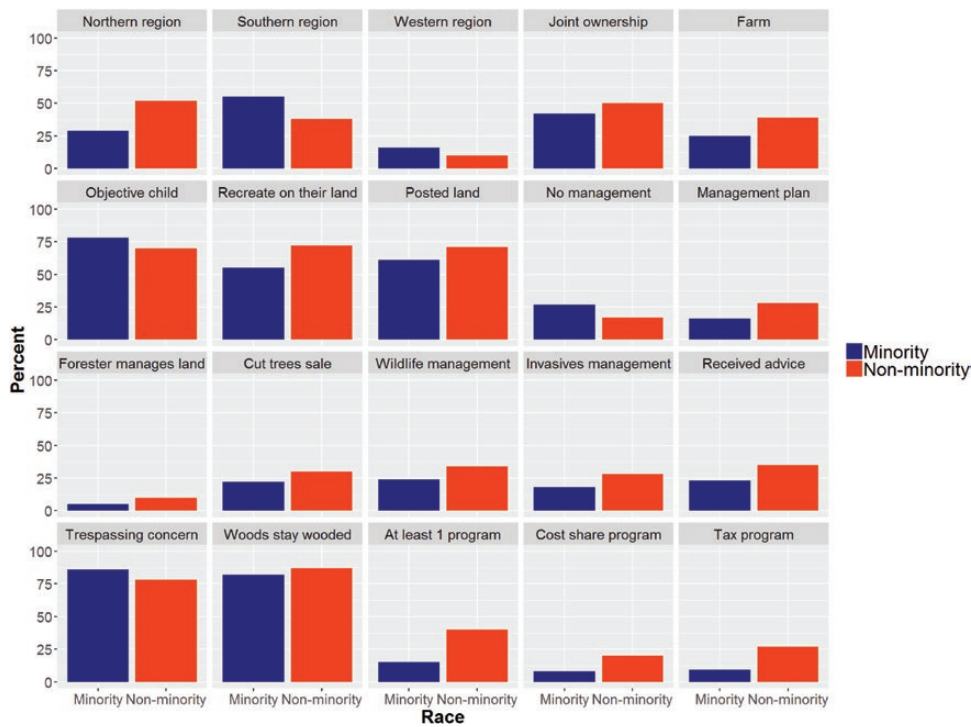 Northern region Southern region Western region Joint ownership Farm
100
75
50
25
0
Objective child Recreate on their land Posted land No management Management plan
100
75
50
25
0
Percent
Minority
Non-minority
Forester manages land Cut trees sale Wildlife management Invasives management Received advice
100
75
50
25
0
Trespassing concern Woods stay wooded At least 1 program Cost share program Tax program
100
75
50
25
0
Minority Non-minority Minority Non-minority Minority Non-minority Minority Non-minority Minority Non-minority
Race